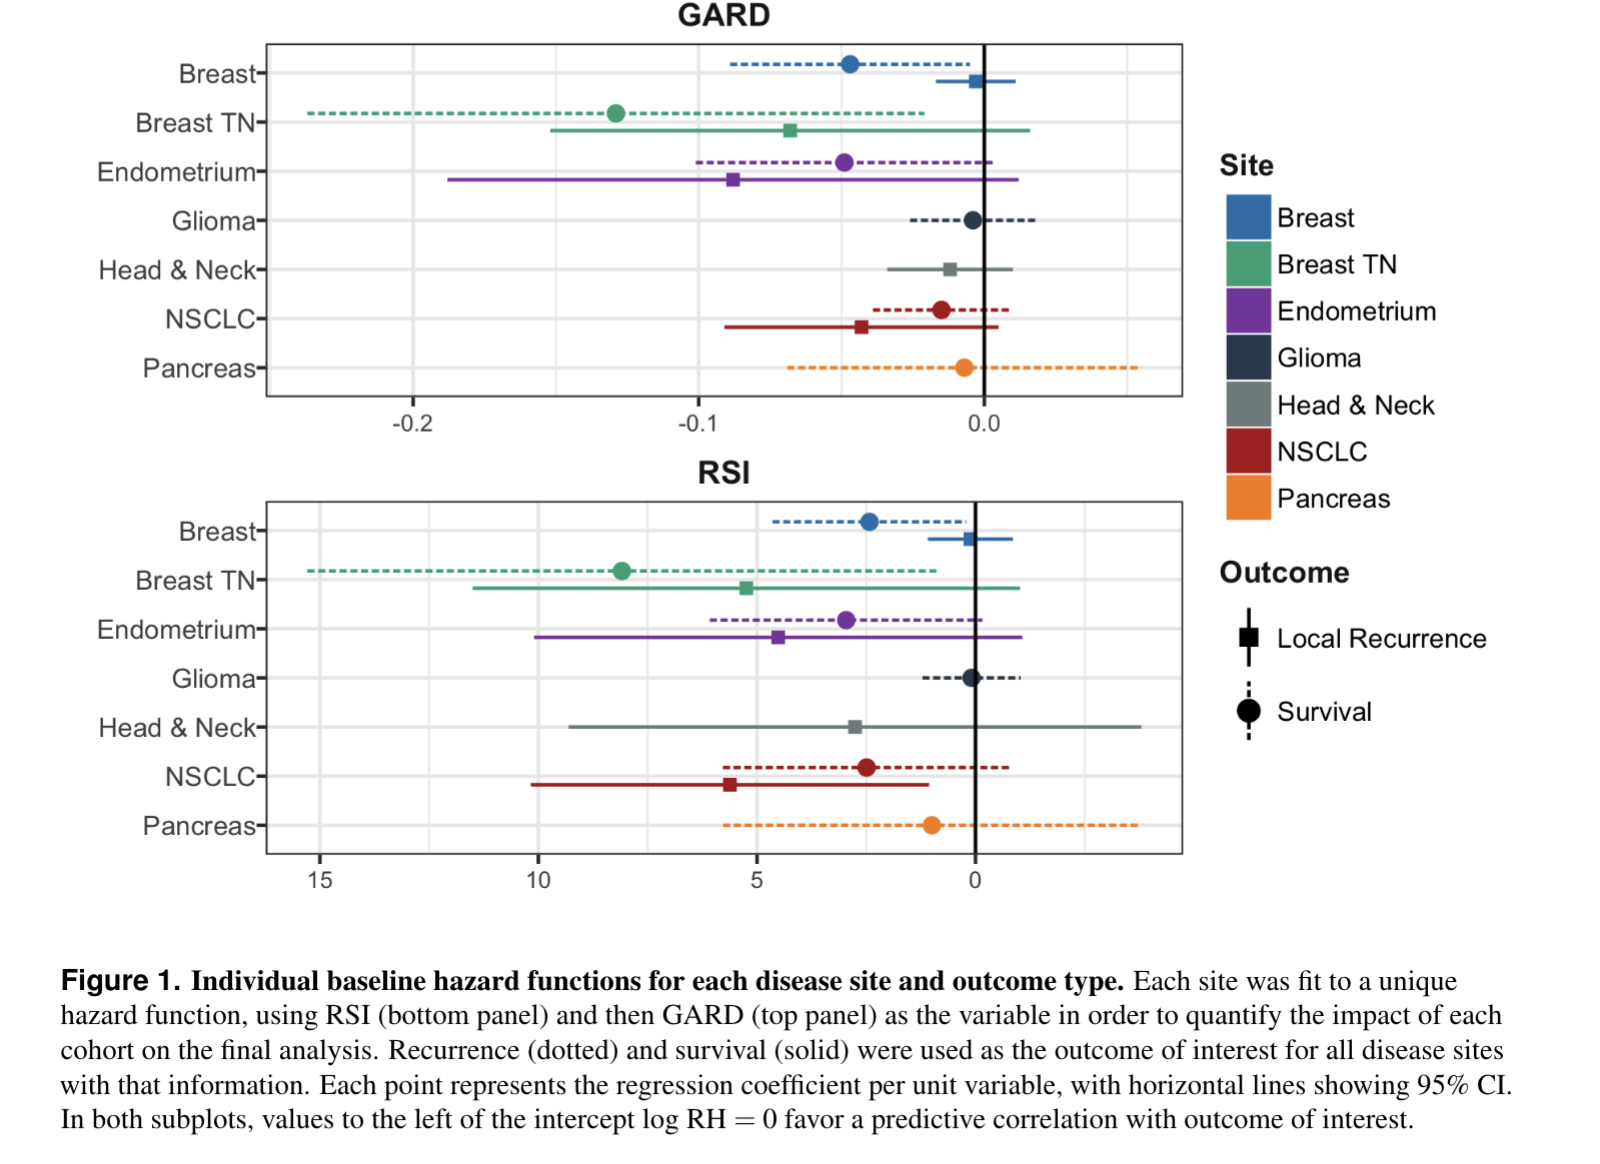 GARD
Breast
Breast TN
Endometrium
Glioma
Head & Neck
NSCLC
Pancreas
-0.2 -0.1 0.0
RSI
Breast
Breast TN
Endometrium
Glioma
Head & Neck
NSCLC
Pancreas
15 10 5 0
Site
Breast
Breast TN
Endometrium
Glioma
Head & Neck
NSCLC
Pancreas
Outcome
Local Recurrence
Survival
Figure 1. Individual baseline hazard functions for each disease site and outcome type. Each site was fit to a unique
hazard function, using RSI (bottom panel) and then GARD (top panel) as the variable in order to quantify the impact of each
cohort on the final analysis. Recurrence (dotted) and survival (solid) were used as the outcome of interest for all disease sites
with that information. Each point represents the regression coefficient per unit variable, with horizontal lines showing 95% CI.
In both subplots, values to the left of the intercept log RH = 0 favor a predictive correlation with outcome of interest.